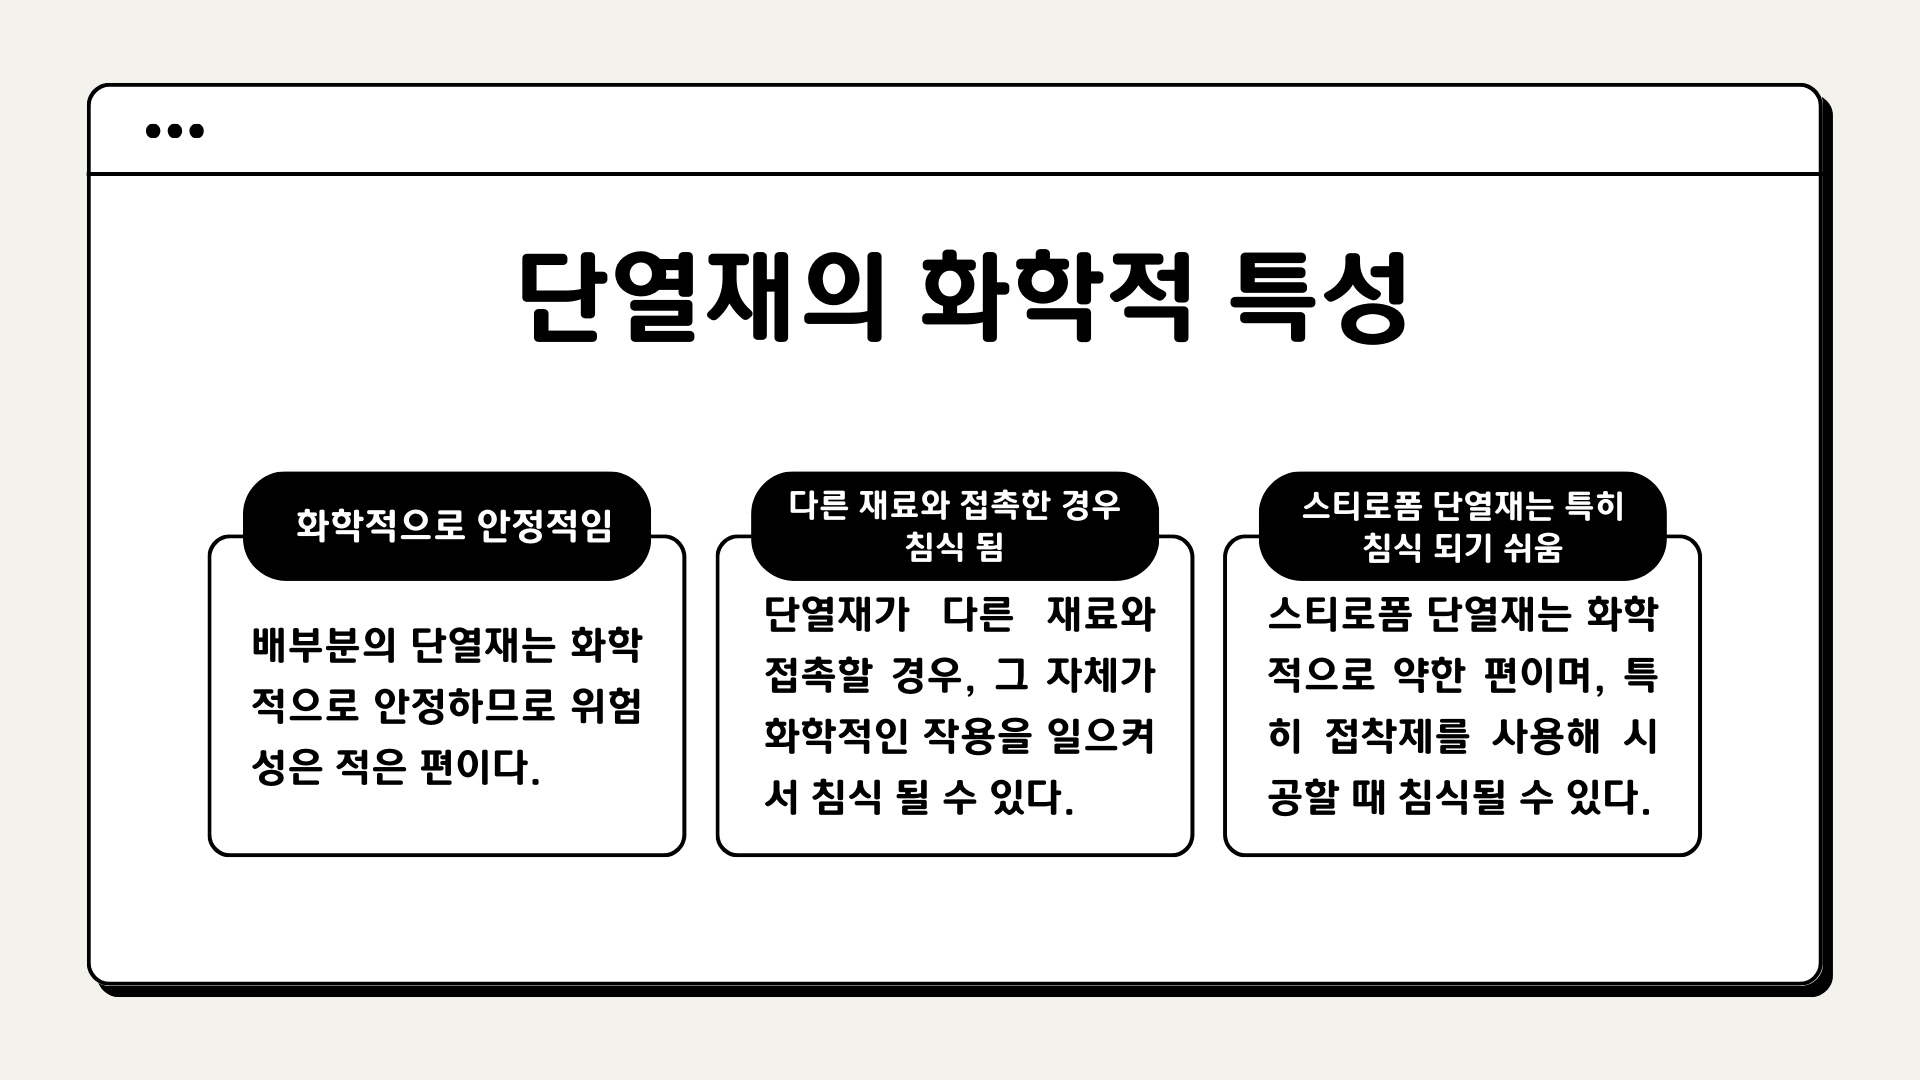 단열재의 화학적 특성
화학적으로 안정적임
배부분의 단열재는 화학
적으로 안정하므로 위험
성은 적은 편이다.
다른 재료와 접촉한 경우
침식 됨
단열재가 다른 재료와
접촉할 경우, 그 자체가
화학적인 작용을 일으켜
서 침식 될 수 있다.
스티로폼 단열재는 특히
침식 되기 쉬움
스티로폼 단열재는 화학
적으로 약한 편이며, 특
히 접착제를 사용해 시
공할 때 침식될 수 있다.